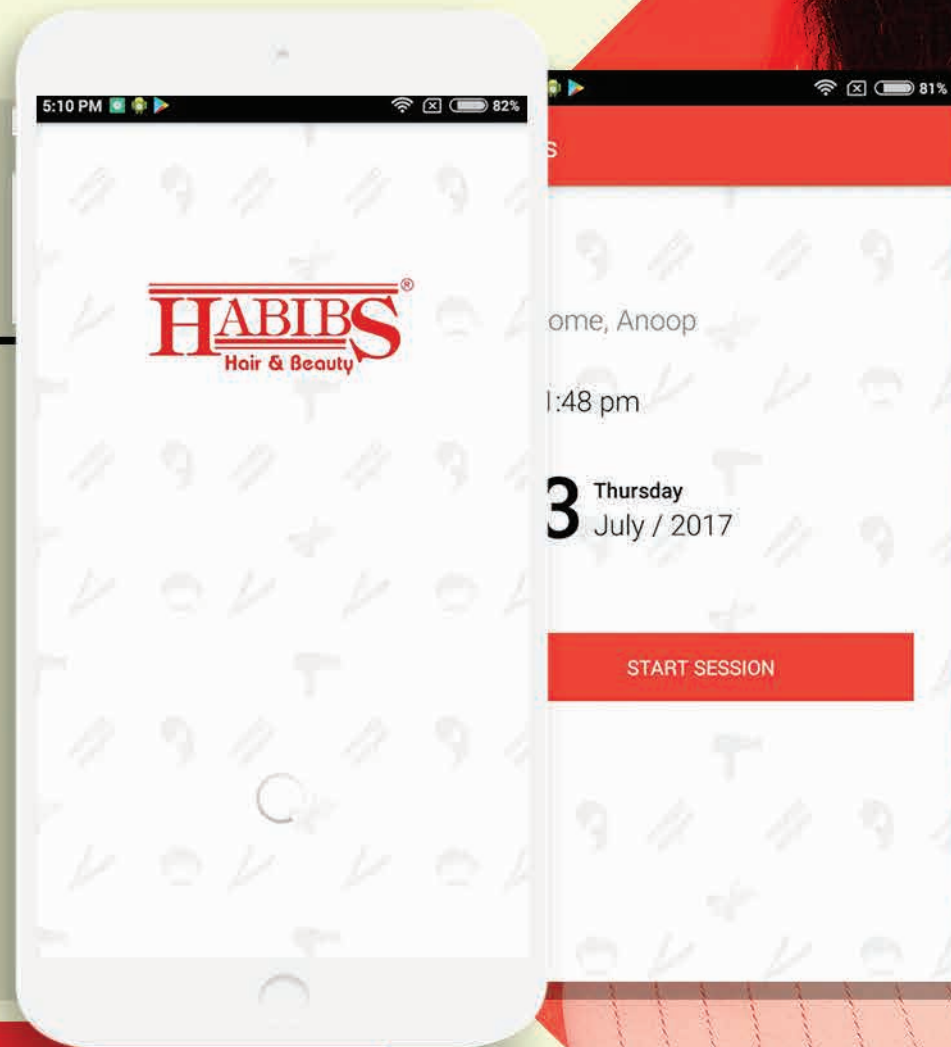 5:10 PM
82%
HABIBS®
Hair & Beauty
81%
S
ome, Anoop
:48 pm
3
Thursday
July / 2017
START SESSION